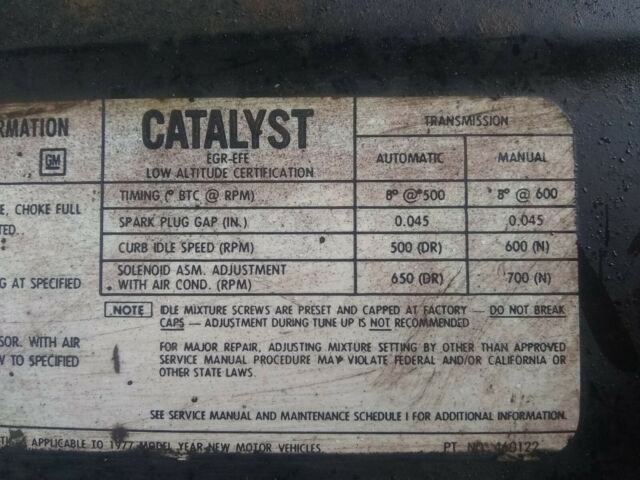 RMATION
GM
E, CHOKE FULL
TED.
G AT SPECIFIED
SOR. WITH AIR
W TO SPECIFIED
CATALYST
EGR-EFE
LOW ALTITUDE CERTIFICATION
TRANSMISSION
AUTOMATIC MANUAL
TIMING (° BTC @ RPM) 8° @ 500 8° @ 600
SPARK PLUG GAP (IN.) 0.045 0.045
CURB IDLE SPEED (RPM) 500 (DR) 600 (N)
SOLENOID ASM. ADJUSTMENT
WITH AIR COND. (RPM) 650 (DR) 700 (N)
NOTE IDLE MIXTURE SCREWS ARE PRESET AND CAPPED AT FACTORY — DO NOT BREAK
CAPS — ADJUSTMENT DURING TUNE UP IS NOT RECOMMENDED
FOR MAJOR REPAIR, ADJUSTING MIXTURE SETTING BY OTHER THAN APPROVED
SERVICE MANUAL PROCEDURE MAY VIOLATE FEDERAL AND/OR CALIFORNIA OR
OTHER STATE LAWS.
SEE SERVICE MANUAL AND MAINTENANCE SCHEDULE I FOR ADDITIONAL INFORMATION.
APPLICABLE TO 1977 MODEL YEAR NEW MOTOR VEHICLES. PT NO. 460122